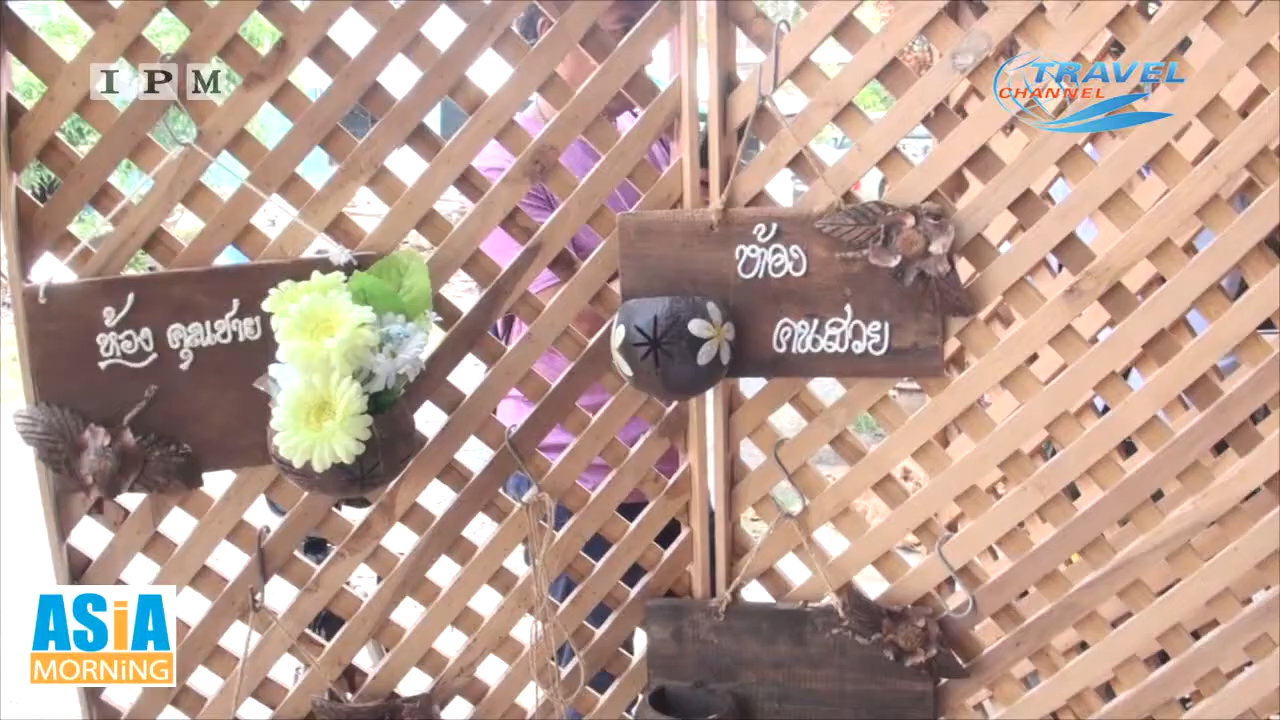 IPM
TRAVEL
CHANNEL
ห้อง
คนสวย
ห้อง คุณชาย
ASiA
MORNiNG